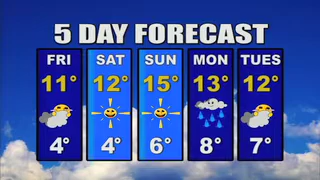 5 DAY FORECAST
FRI SAT SUN MON TUES
11° 12° 15° 13° 12°
4° 4° 6° 8° 7°